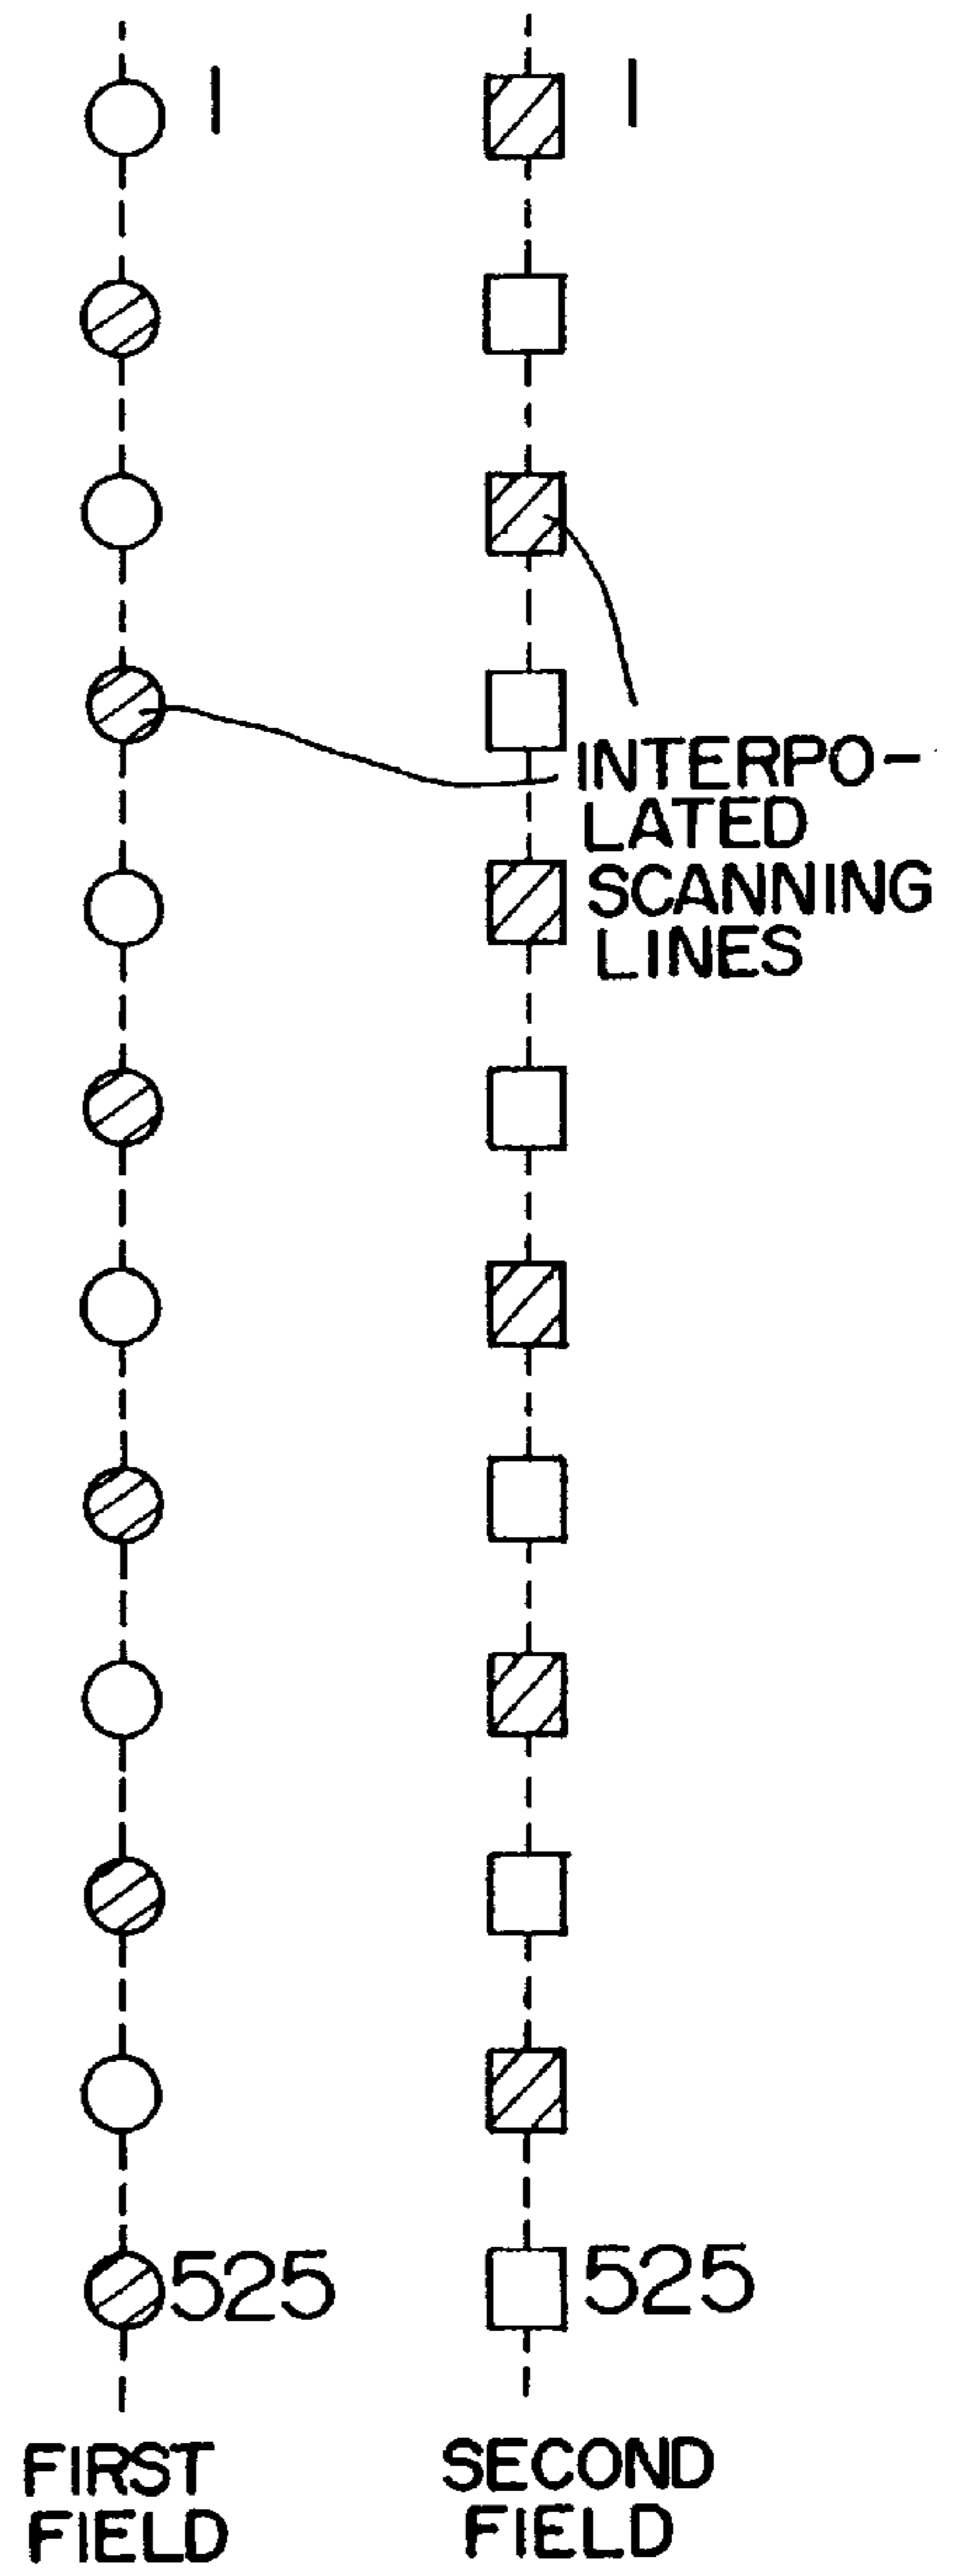 1
1
INTERPO-
LATED
SCANNING
LINES
525
525
FIRST
FIELD
SECOND
FIELD